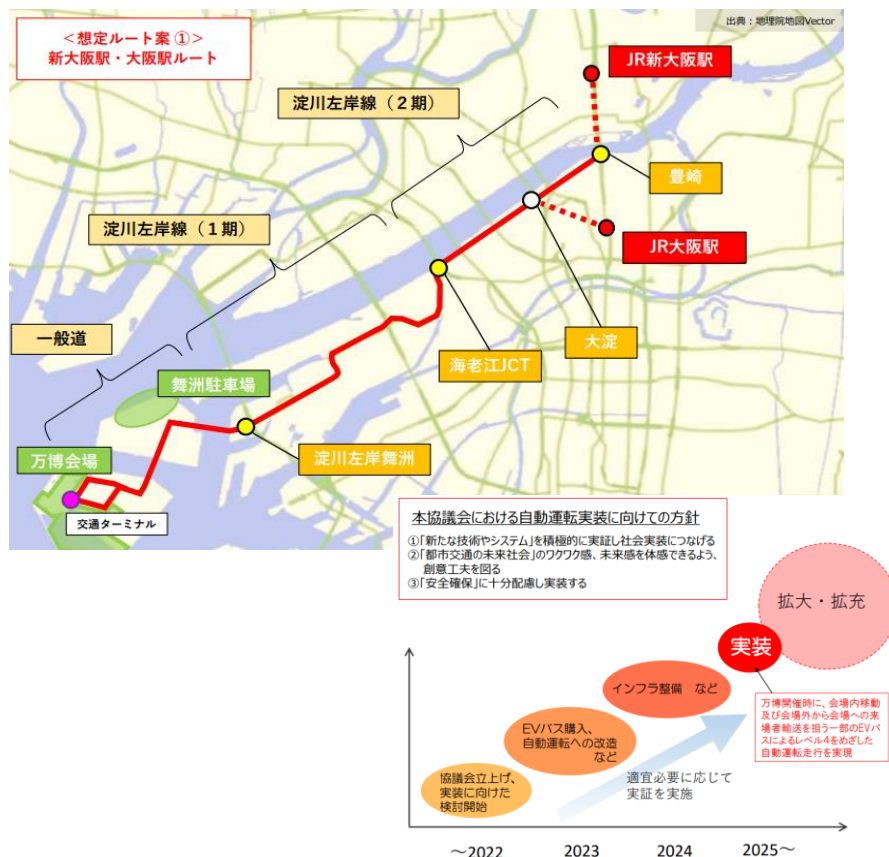 出典：地理院地図Vector
＜想定ルート案 ①＞
新大阪駅・大阪駅ルート
JR新大阪駅
淀川左岸線（２期）
豊崎
淀川左岸線（１期）
JR大阪駅
一般道
大淀
海老江JCT
舞洲駐車場
淀川左岸舞洲
万博会場
交通ターミナル
本協議会における自動運転実装に向けての方針
①｢新たな技術やシステム｣を積極的に実証し社会実装につなげる
②｢都市交通の未来社会｣のワクワク感、未来感を体感できるよう、
創意工夫を図る
③｢安全確保｣に十分配慮し実装する
拡大・拡充
実装
インフラ整備　など
万博開催時に、会場内移動
及び会場外から会場への来
場者輸送を担う一部のEVバ
スによるレベル4をめざした
自動運転走行を実現
EVバス購入、
自動運転への改造
など
協議会立上げ、
実装に向けた
検討開始
適宜必要に応じて
実証を実施
～2022
2023
2024
2025～